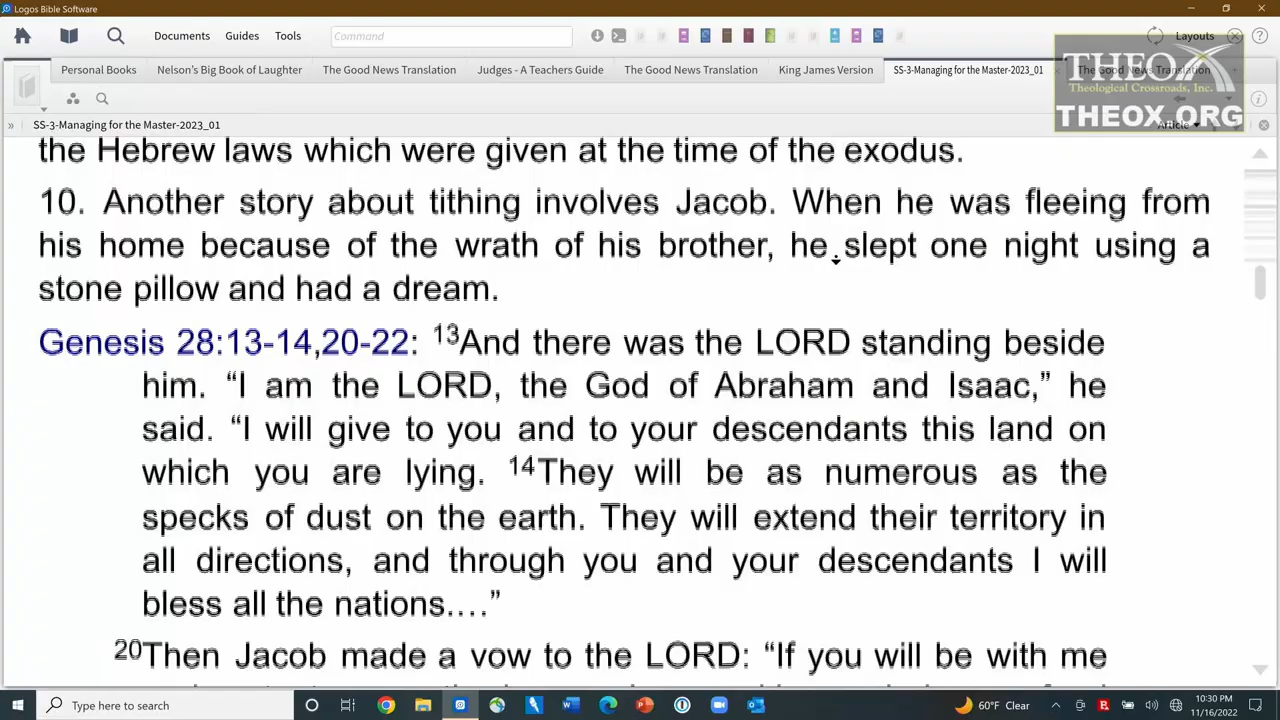 Logos Bible Software
Documents Guides Tools Command Layouts
Personal Books Nelson's Big Book of Laughter The Good Judges - A Teachers Guide The Good News Translation King James Version SS-3-Managing for the Master-2023_01 The Good News Translation
THEOX
Theological Crossroads, Inc.
THEOX.ORG
SS-3-Managing for the Master-2023_01 Article
the Hebrew laws which were given at the time of the exodus.
10. Another story about tithing involves Jacob. When he was fleeing from
his home because of the wrath of his brother, he slept one night using a
stone pillow and had a dream.
Genesis 28:13-14,20-22: 13And there was the LORD standing beside
him. “I am the LORD, the God of Abraham and Isaac,” he
said. “I will give to you and to your descendants this land on
which you are lying. 14They will be as numerous as the
specks of dust on the earth. They will extend their territory in
all directions, and through you and your descendants I will
bless all the nations.…”
20Then Jacob made a vow to the LORD: “If you will be with me
Type here to search 60°F Clear 10:30 PM
11/16/2022